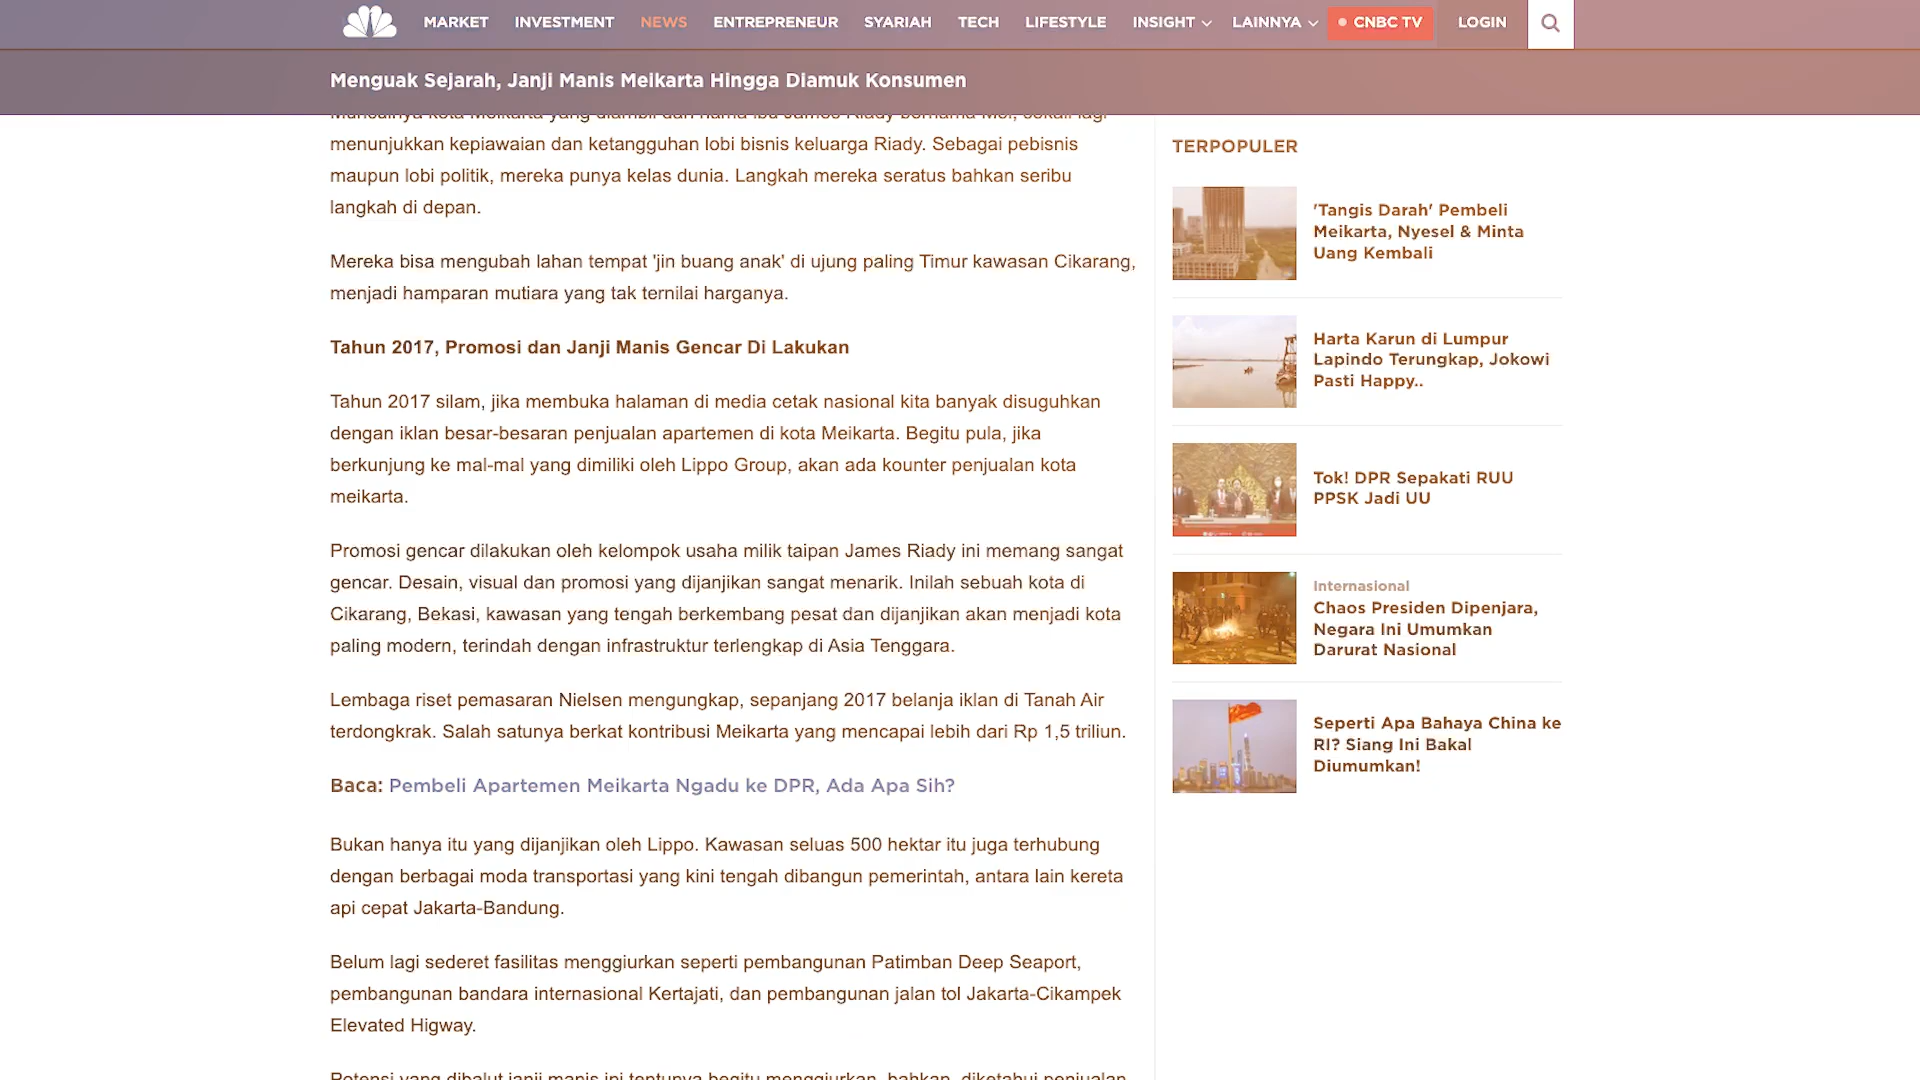 MARKET INVESTMENT NEWS ENTREPRENEUR SYARIAH TECH LIFESTYLE INSIGHT LAINNYA CNBC TV LOGIN
Menguak Sejarah, Janji Manis Meikarta Hingga Diamuk Konsumen
Munculnya kota Meikarta yang diambil dari nama ibu James Riady bernama Mei, sekali lagi
menunjukkan kepiawaian dan ketangguhan lobi bisnis keluarga Riady. Sebagai pebisnis
maupun lobi politik, mereka punya kelas dunia. Langkah mereka seratus bahkan seribu
langkah di depan.
Mereka bisa mengubah lahan tempat 'jin buang anak' di ujung paling Timur kawasan Cikarang,
menjadi hamparan mutiara yang tak ternilai harganya.
Tahun 2017, Promosi dan Janji Manis Gencar Di Lakukan
Tahun 2017 silam, jika membuka halaman di media cetak nasional kita banyak disuguhkan
dengan iklan besar-besaran penjualan apartemen di kota Meikarta. Begitu pula, jika
berkunjung ke mal-mal yang dimiliki oleh Lippo Group, akan ada kounter penjualan kota
meikarta.
Promosi gencar dilakukan oleh kelompok usaha milik taipan James Riady ini memang sangat
gencar. Desain, visual dan promosi yang dijanjikan sangat menarik. Inilah sebuah kota di
Cikarang, Bekasi, kawasan yang tengah berkembang pesat dan dijanjikan akan menjadi kota
paling modern, terindah dengan infrastruktur terlengkap di Asia Tenggara.
Lembaga riset pemasaran Nielsen mengungkap, sepanjang 2017 belanja iklan di Tanah Air
terdongkrak. Salah satunya berkat kontribusi Meikarta yang mencapai lebih dari Rp 1,5 triliun.
Baca: Pembeli Apartemen Meikarta Ngadu ke DPR, Ada Apa Sih?
Bukan hanya itu yang dijanjikan oleh Lippo. Kawasan seluas 500 hektar itu juga terhubung
dengan berbagai moda transportasi yang kini tengah dibangun pemerintah, antara lain kereta
api cepat Jakarta-Bandung.
Belum lagi sederet fasilitas menggiurkan seperti pembangunan Patimban Deep Seaport,
pembangunan bandara internasional Kertajati, dan pembangunan jalan tol Jakarta-Cikampek
Elevated Higway.
Potensi yang dibalut janji manis ini tentunya begitu menggiurkan, bahkan, diketahui penjualan
TERPOPULER
'Tangis Darah' Pembeli
Meikarta, Nyesel & Minta
Uang Kembali
Harta Karun di Lumpur
Lapindo Terungkap, Jokowi
Pasti Happy..
Tok! DPR Sepakati RUU
PPSK Jadi UU
Internasional
Chaos Presiden Dipenjara,
Negara Ini Umumkan
Darurat Nasional
Seperti Apa Bahaya China ke
RI? Siang Ini Bakal
Diumumkan!